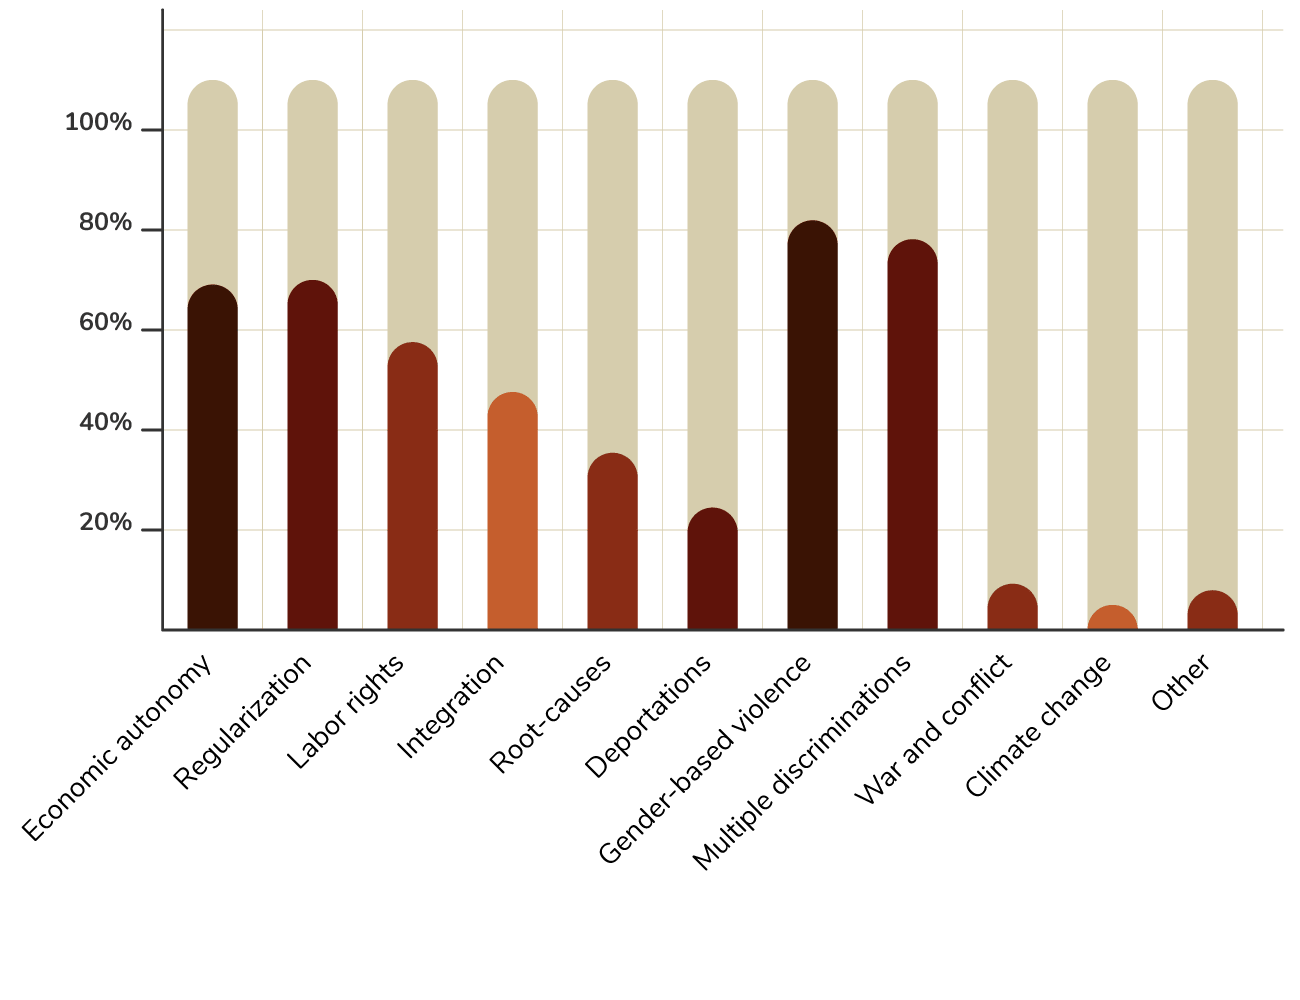 100%
80%
60%
40%
20%
Economic autonomy
Regularization
Labor rights
Integration
Root-causes
Deportations
Gender-based violence
Multiple discriminations
War and conflict
Climate change
Other